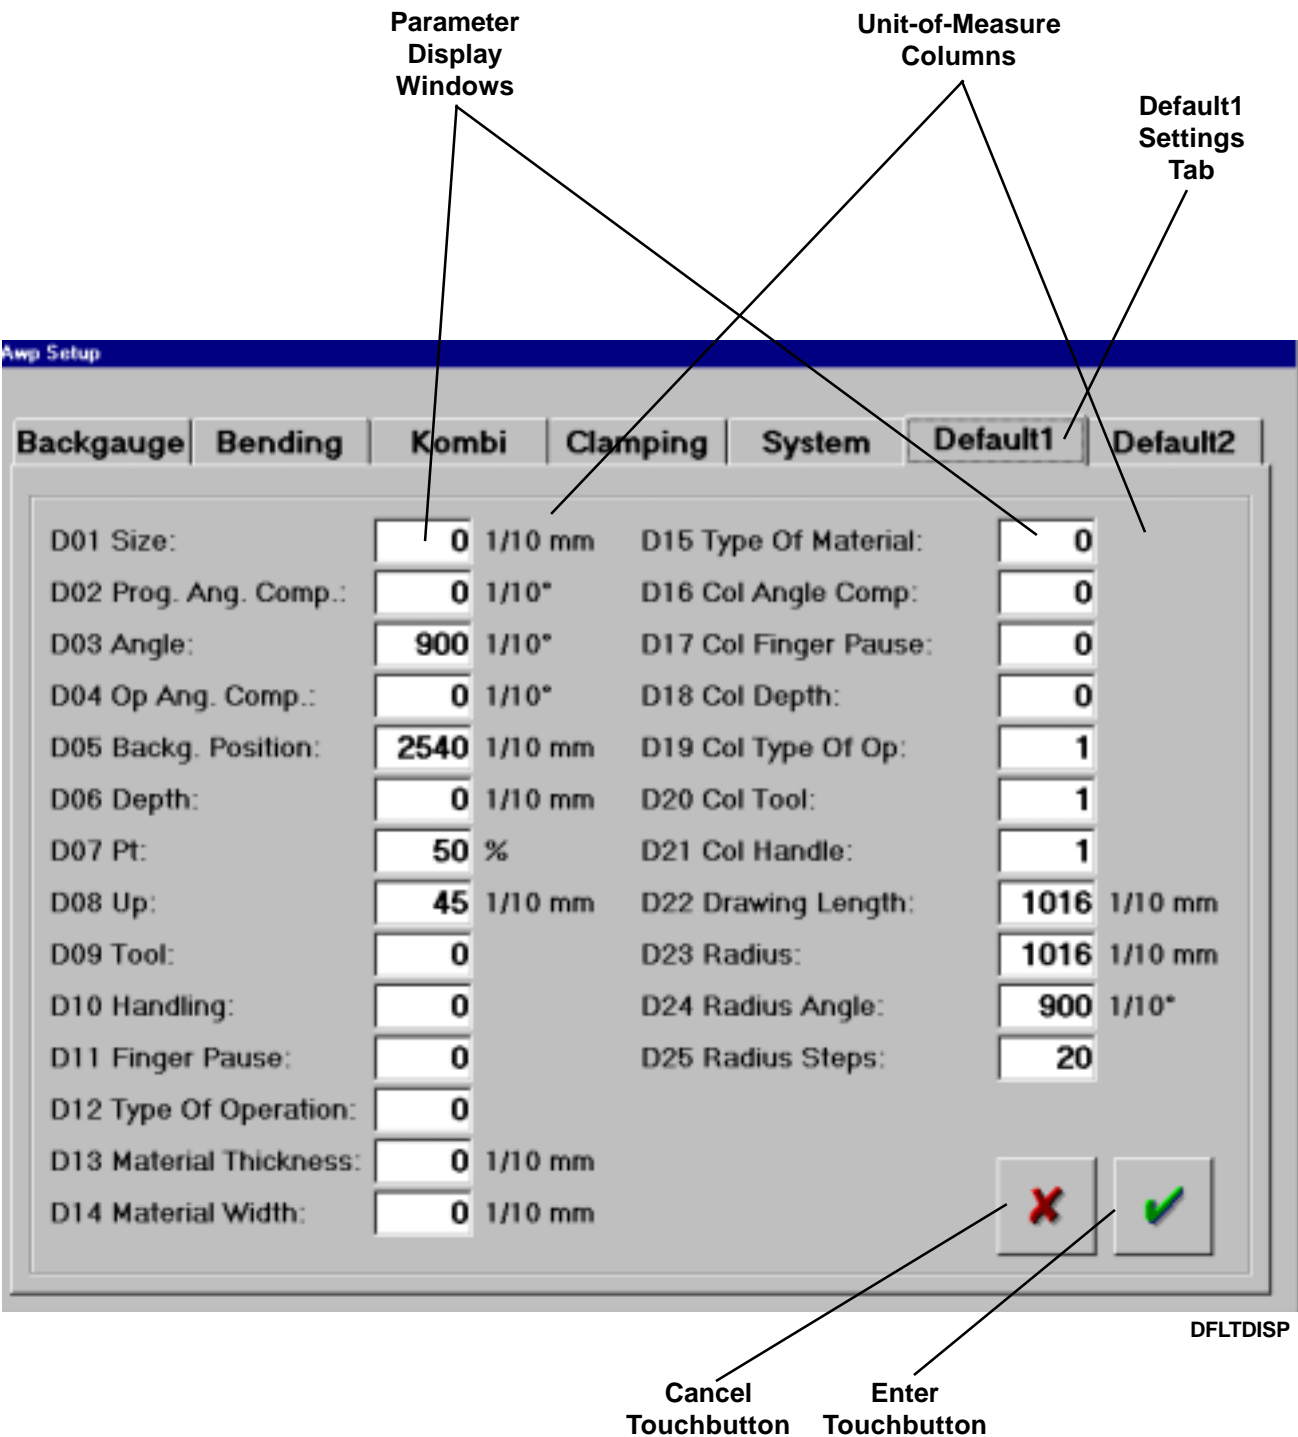 Parameter
Display
Windows
Unit-of-Measure
Columns
Default1
Settings
Tab
Awp Setup
Backgauge Bending Kombi Clamping System Default1 Default2
D01 Size: 0 1/10 mm D15 Type Of Material: 0
D02 Prog. Ang. Comp.: 0 1/10° D16 Col Angle Comp: 0
D03 Angle: 900 1/10° D17 Col Finger Pause: 0
D04 Op Ang. Comp.: 0 1/10° D18 Col Depth: 0
D05 Backg. Position: 2540 1/10 mm D19 Col Type Of Op: 1
D06 Depth: 0 1/10 mm D20 Col Tool: 1
D07 Pt: 50 % D21 Col Handle: 1
D08 Up: 45 1/10 mm D22 Drawing Length: 1016 1/10 mm
D09 Tool: 0 D23 Radius: 1016 1/10 mm
D10 Handling: 0 D24 Radius Angle: 900 1/10°
D11 Finger Pause: 0 D25 Radius Steps: 20
D12 Type Of Operation: 0
D13 Material Thickness: 0 1/10 mm
D14 Material Width: 0 1/10 mm
DFLTDISP
Cancel
Touchbutton
Enter
Touchbutton